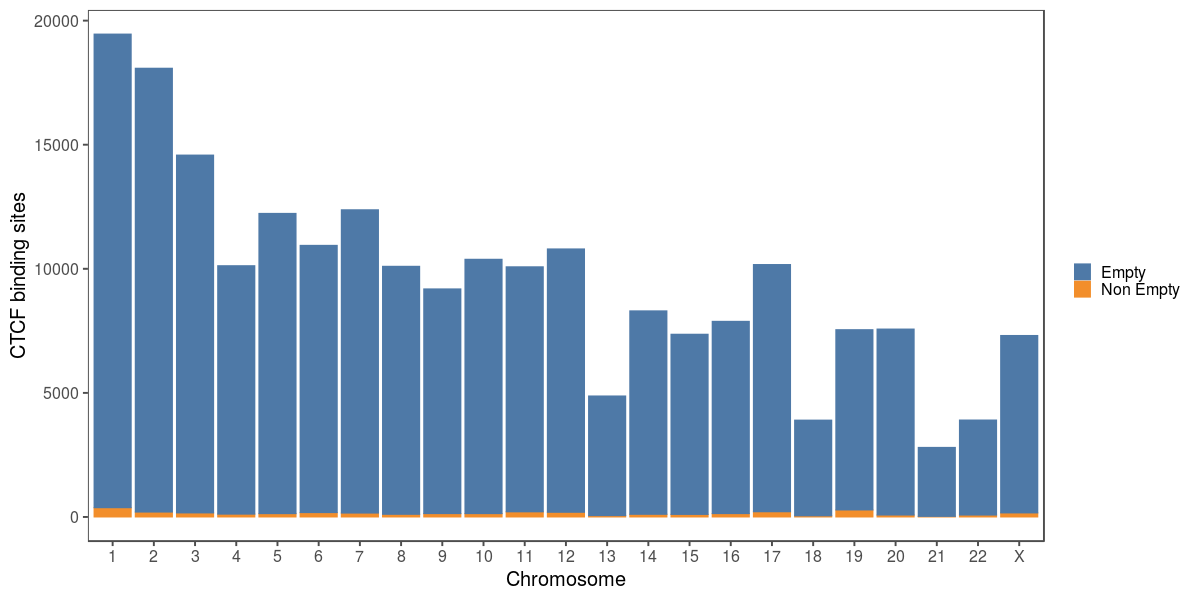 20000
15000
10000
5000
0
CTCF binding sites
1 2 3 4 5 6 7 8 9 10 11 12 13 14 15 16 17 18 19 20 21 22 X
Chromosome
Empty
Non Empty